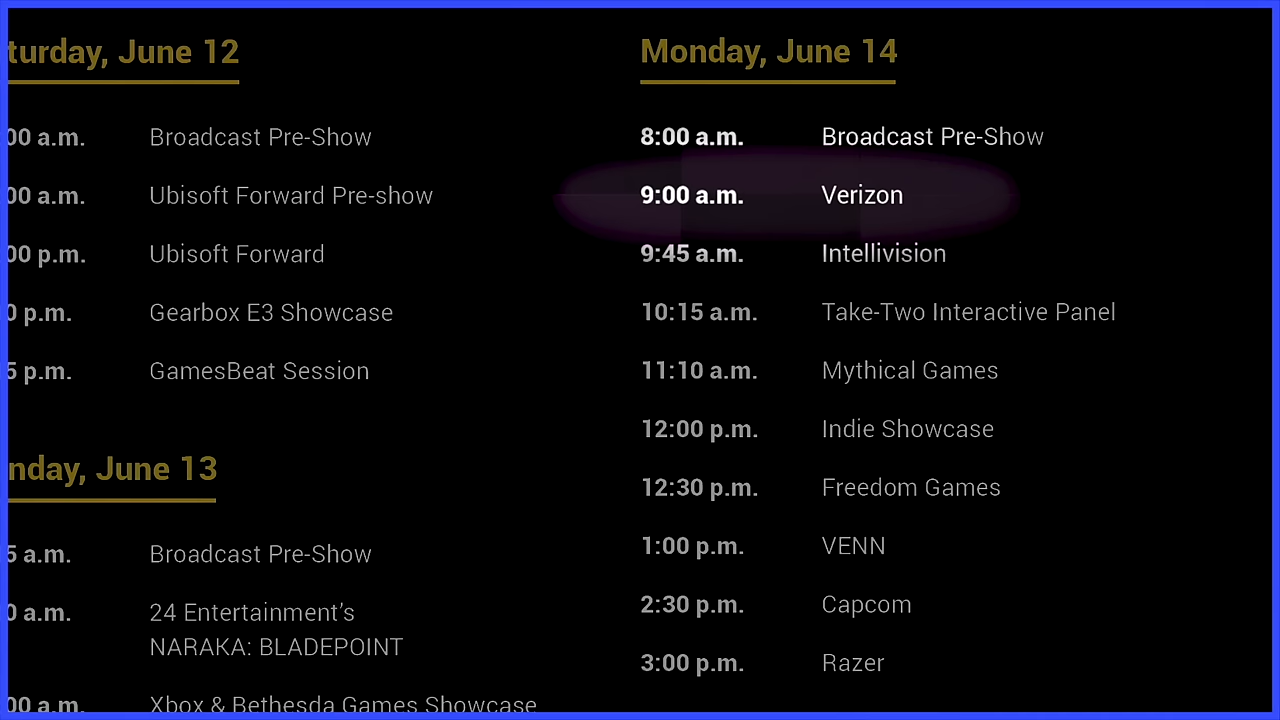 turday, June 12
00 a.m. Broadcast Pre-Show
00 a.m. Ubisoft Forward Pre-show
00 p.m. Ubisoft Forward
0 p.m. Gearbox E3 Showcase
5 p.m. GamesBeat Session
nday, June 13
5 a.m. Broadcast Pre-Show
0 a.m. 24 Entertainment’s
NARAKA: BLADEPOINT
00 a.m. Xbox & Bethesda Games Showcase
Monday, June 14
8:00 a.m. Broadcast Pre-Show
9:00 a.m. Verizon
9:45 a.m. Intellivision
10:15 a.m. Take-Two Interactive Panel
11:10 a.m. Mythical Games
12:00 p.m. Indie Showcase
12:30 p.m. Freedom Games
1:00 p.m. VENN
2:30 p.m. Capcom
3:00 p.m. Razer